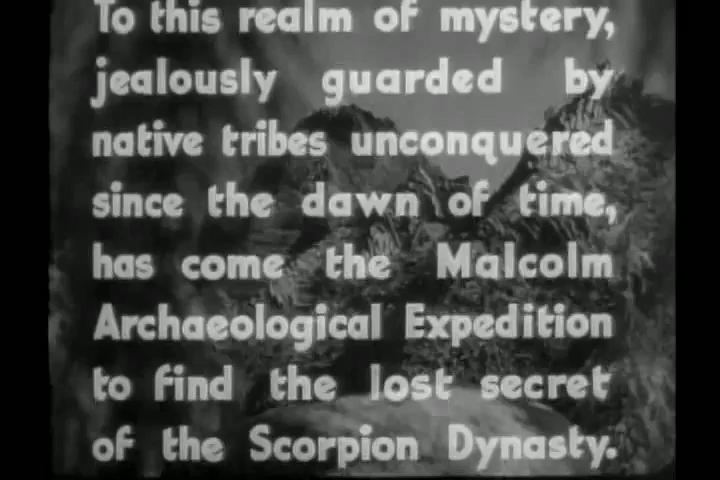 To this realm of mystery,
jealously guarded by
native tribes unconquered
since the dawn of time,
has come the Malcolm
Archaeological Expedition
to find the lost secret
of the Scorpion Dynasty.